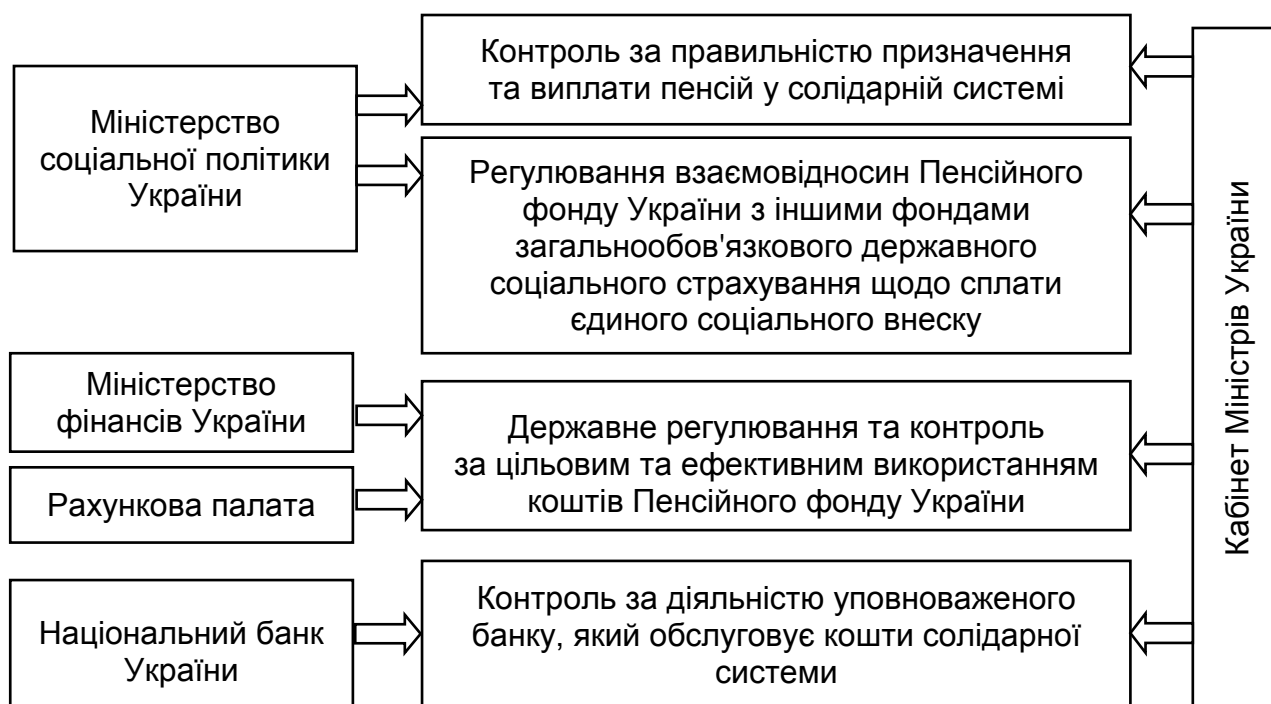 Контроль за правильністю призначення
та виплати пенсій у солідарній системі
Міністерство
соціальної політики
України
Регулювання взаємовідносин Пенсійного
фонду України з іншими фондами
загальнообов'язкового державного
соціального страхування щодо сплати
єдиного соціального внеску
Міністерство
фінансів України
Рахункова палата
Державне регулювання та контроль
за цільовим та ефективним використанням
коштів Пенсійного фонду України
Національний банк
України
Контроль за діяльністю уповноваженого
банку, який обслуговує кошти солідарної
системи
Кабінет Міністрів України